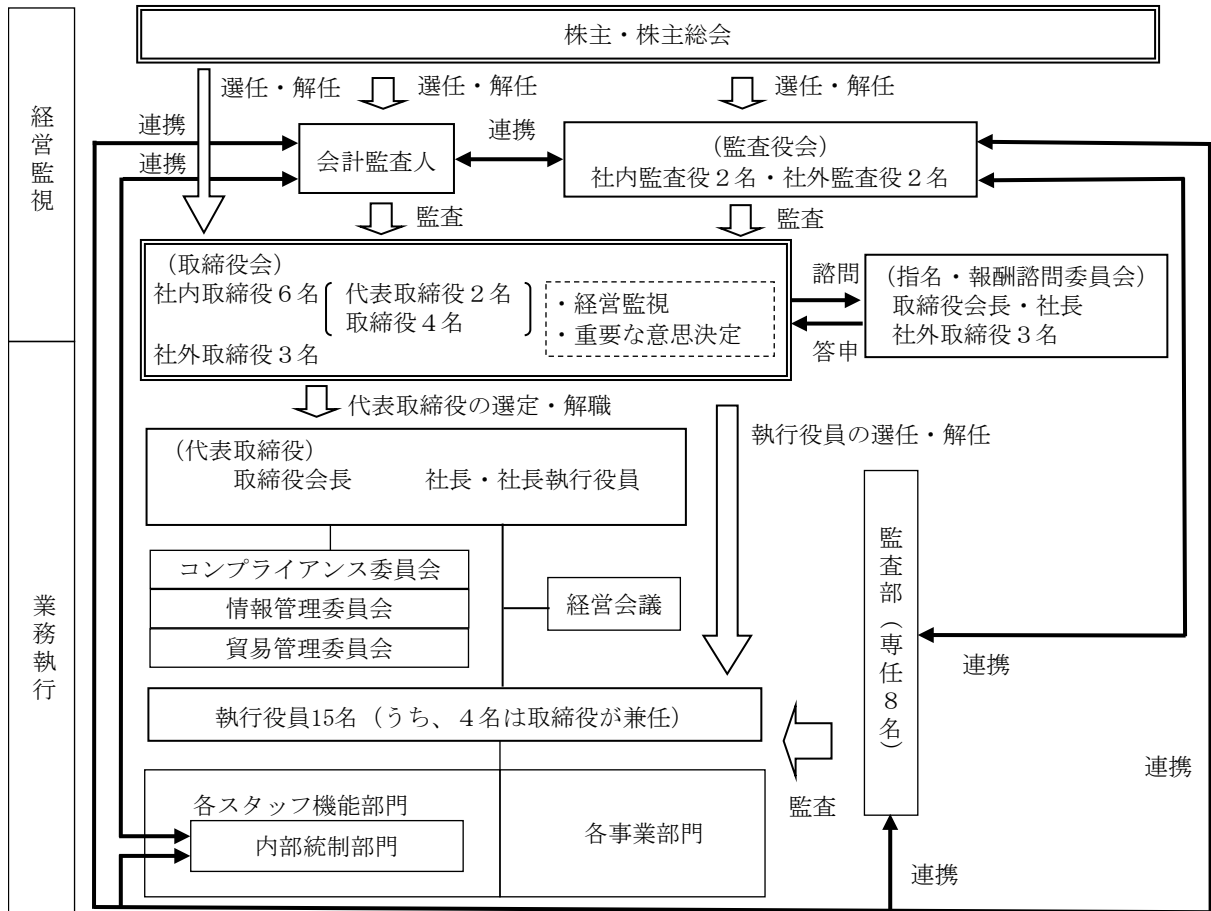 株主・株主総会
経営監視
選任・解任
選任・解任
選任・解任
連携
連携
会計監査人
連携
(監査役会)
社内監査役2名・社外監査役2名
監査
監査
(取締役会)
社内取締役6名
代表取締役2名
取締役4名
社外取締役3名
・経営監視
・重要な意思決定
諮問
答申
(指名・報酬諮問委員会)
取締役会長・社長
社外取締役3名
業務執行
代表取締役の選定・解職
執行役員の選任・解任
(代表取締役)
取締役会長 社長・社長執行役員
コンプライアンス委員会
情報管理委員会
貿易管理委員会
経営会議
監査部(専任8名)
連携
執行役員15名(うち、4名は取締役が兼任)
監査
連携
各スタッフ機能部門
内部統制部門
各事業部門
連携